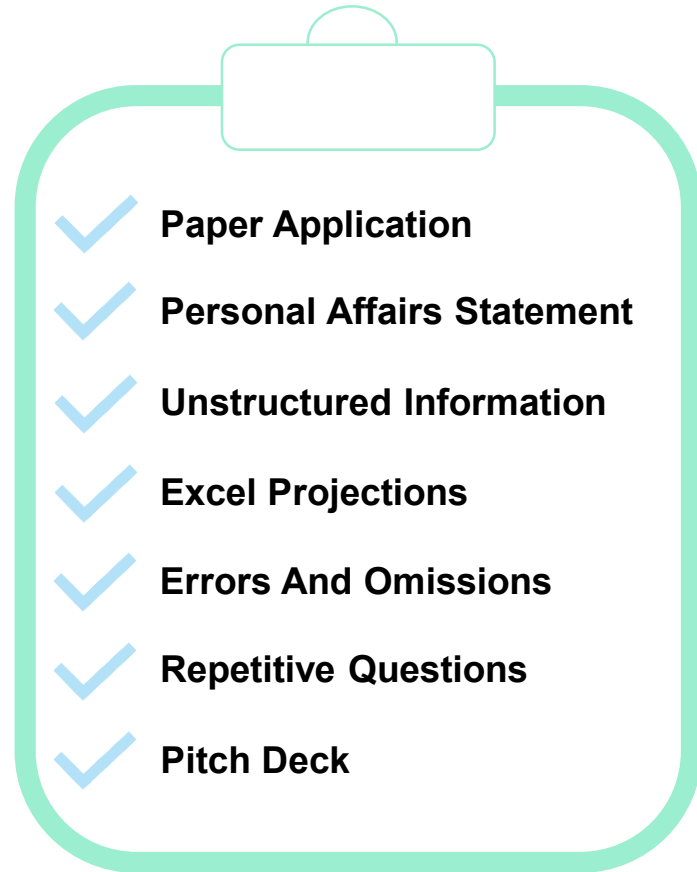 Paper Application
Personal Affairs Statement
Unstructured Information
Excel Projections
Errors And Omissions
Repetitive Questions
Pitch Deck